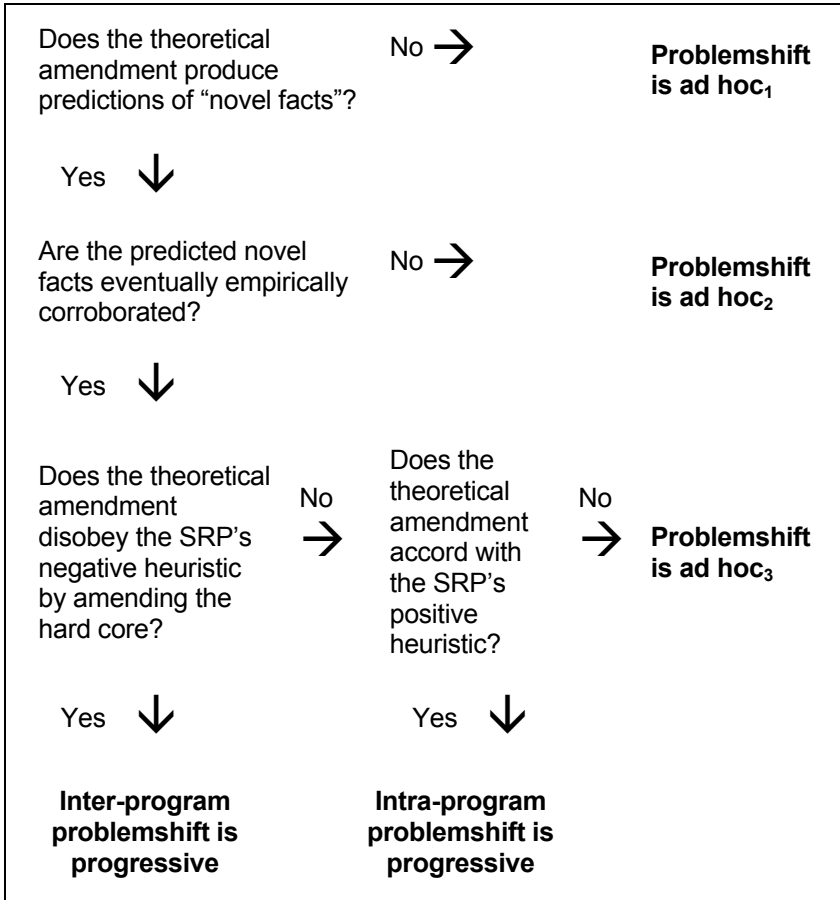 Does the theoretical
amendment produce
predictions of “novel facts”?
No →
Problemshift
is ad hoc₁
Yes ↓
Are the predicted novel
facts eventually empirically
corroborated?
No →
Problemshift
is ad hoc₂
Yes ↓
Does the theoretical
amendment
disobey the SRP’s
negative heuristic
by amending the
hard core?
No
→
Does the
theoretical
amendment
accord with
the SRP’s
positive
heuristic?
No
→
Problemshift
is ad hoc₃
Yes ↓
Yes ↓
Inter-program
problemshift is
progressive
Intra-program
problemshift is
progressive